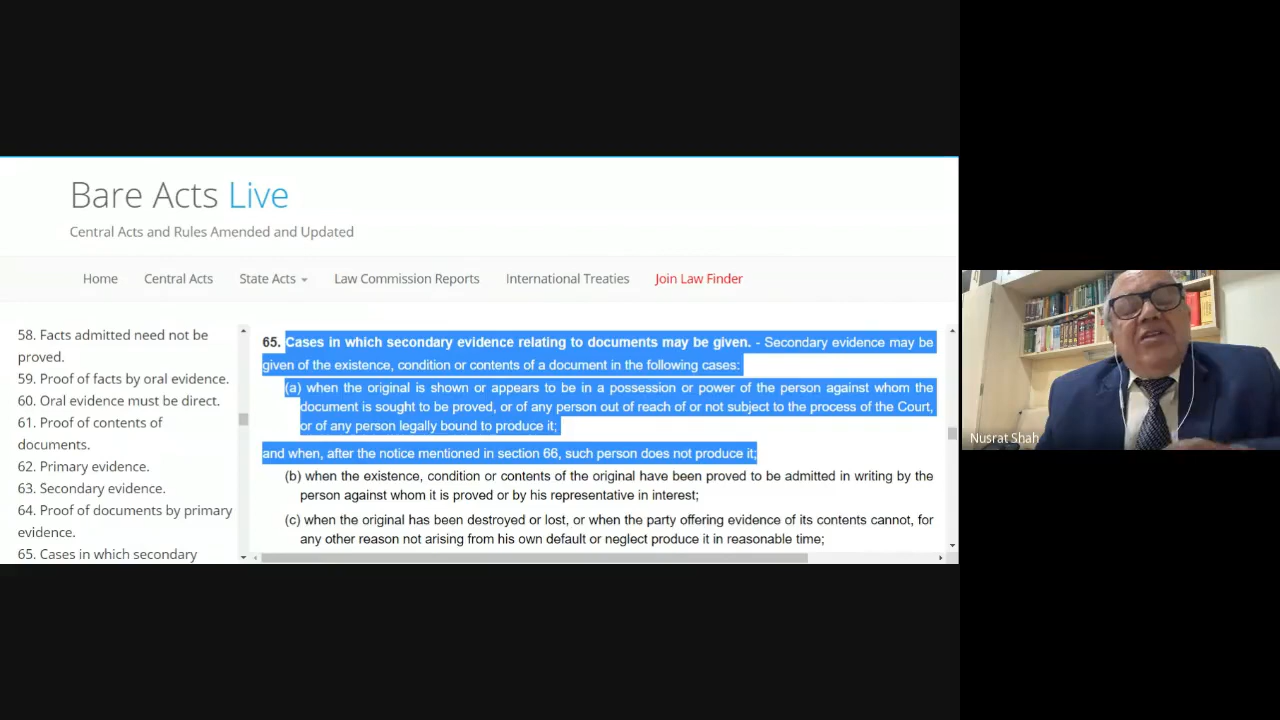 Bare Acts Live
Central Acts and Rules Amended and Updated
Home Central Acts State Acts Law Commission Reports International Treaties Join Law Finder
58. Facts admitted need not be
proved.
59. Proof of facts by oral evidence.
60. Oral evidence must be direct.
61. Proof of contents of
documents.
62. Primary evidence.
63. Secondary evidence.
64. Proof of documents by primary
evidence.
65. Cases in which secondary
65. Cases in which secondary evidence relating to documents may be given. - Secondary evidence may be
given of the existence, condition or contents of a document in the following cases:
(a) when the original is shown or appears to be in a possession or power of the person against whom the
document is sought to be proved, or of any person out of reach of or not subject to the process of the Court,
or of any person legally bound to produce it;
and when, after the notice mentioned in section 66, such person does not produce it;
(b) when the existence, condition or contents of the original have been proved to be admitted in writing by the
person against whom it is proved or by his representative in interest;
(c) when the original has been destroyed or lost, or when the party offering evidence of its contents cannot, for
any other reason not arising from his own default or neglect produce it in reasonable time;
Nusrat Shah